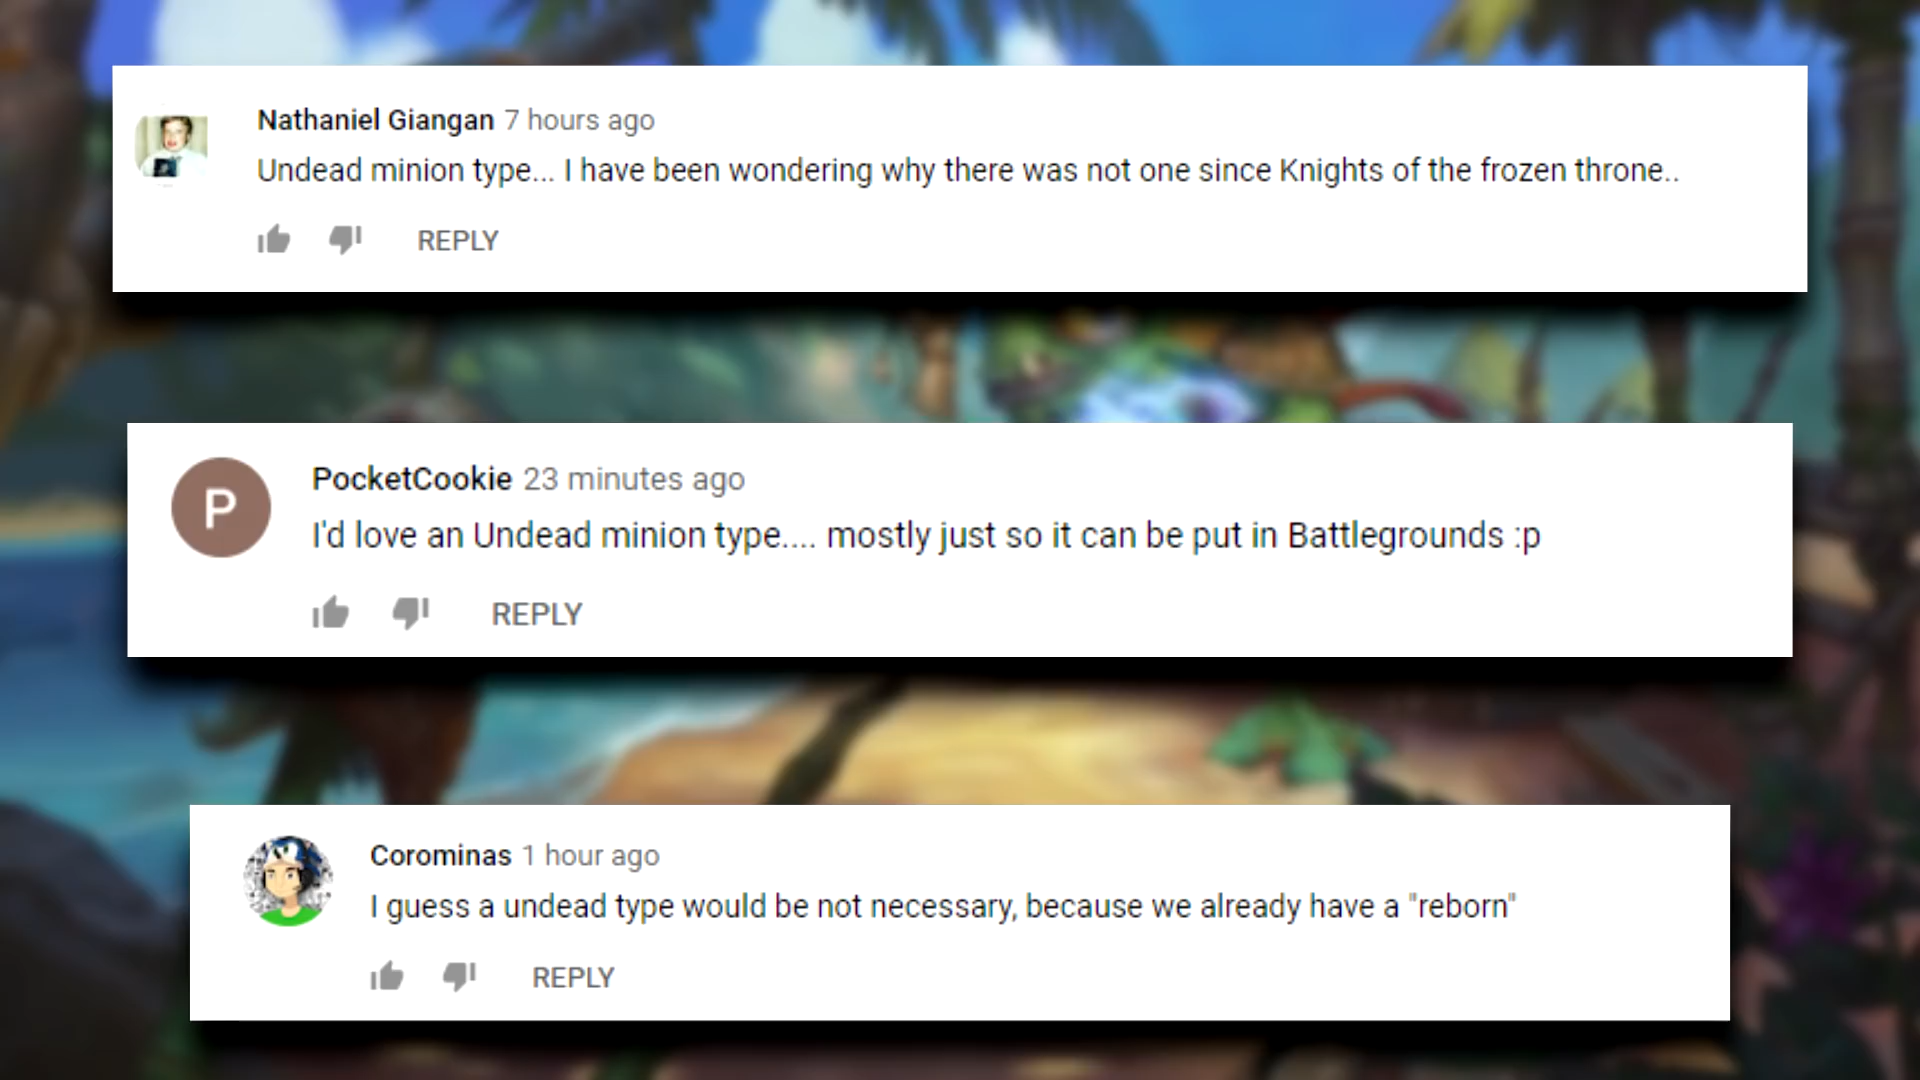 Nathaniel Giangan 7 hours ago
Undead minion type... I have been wondering why there was not one since Knights of the frozen throne..
REPLY
P
PocketCookie 23 minutes ago
I'd love an Undead minion type.... mostly just so it can be put in Battlegrounds :p
REPLY
Corominas 1 hour ago
I guess a undead type would be not necessary, because we already have a "reborn"
REPLY